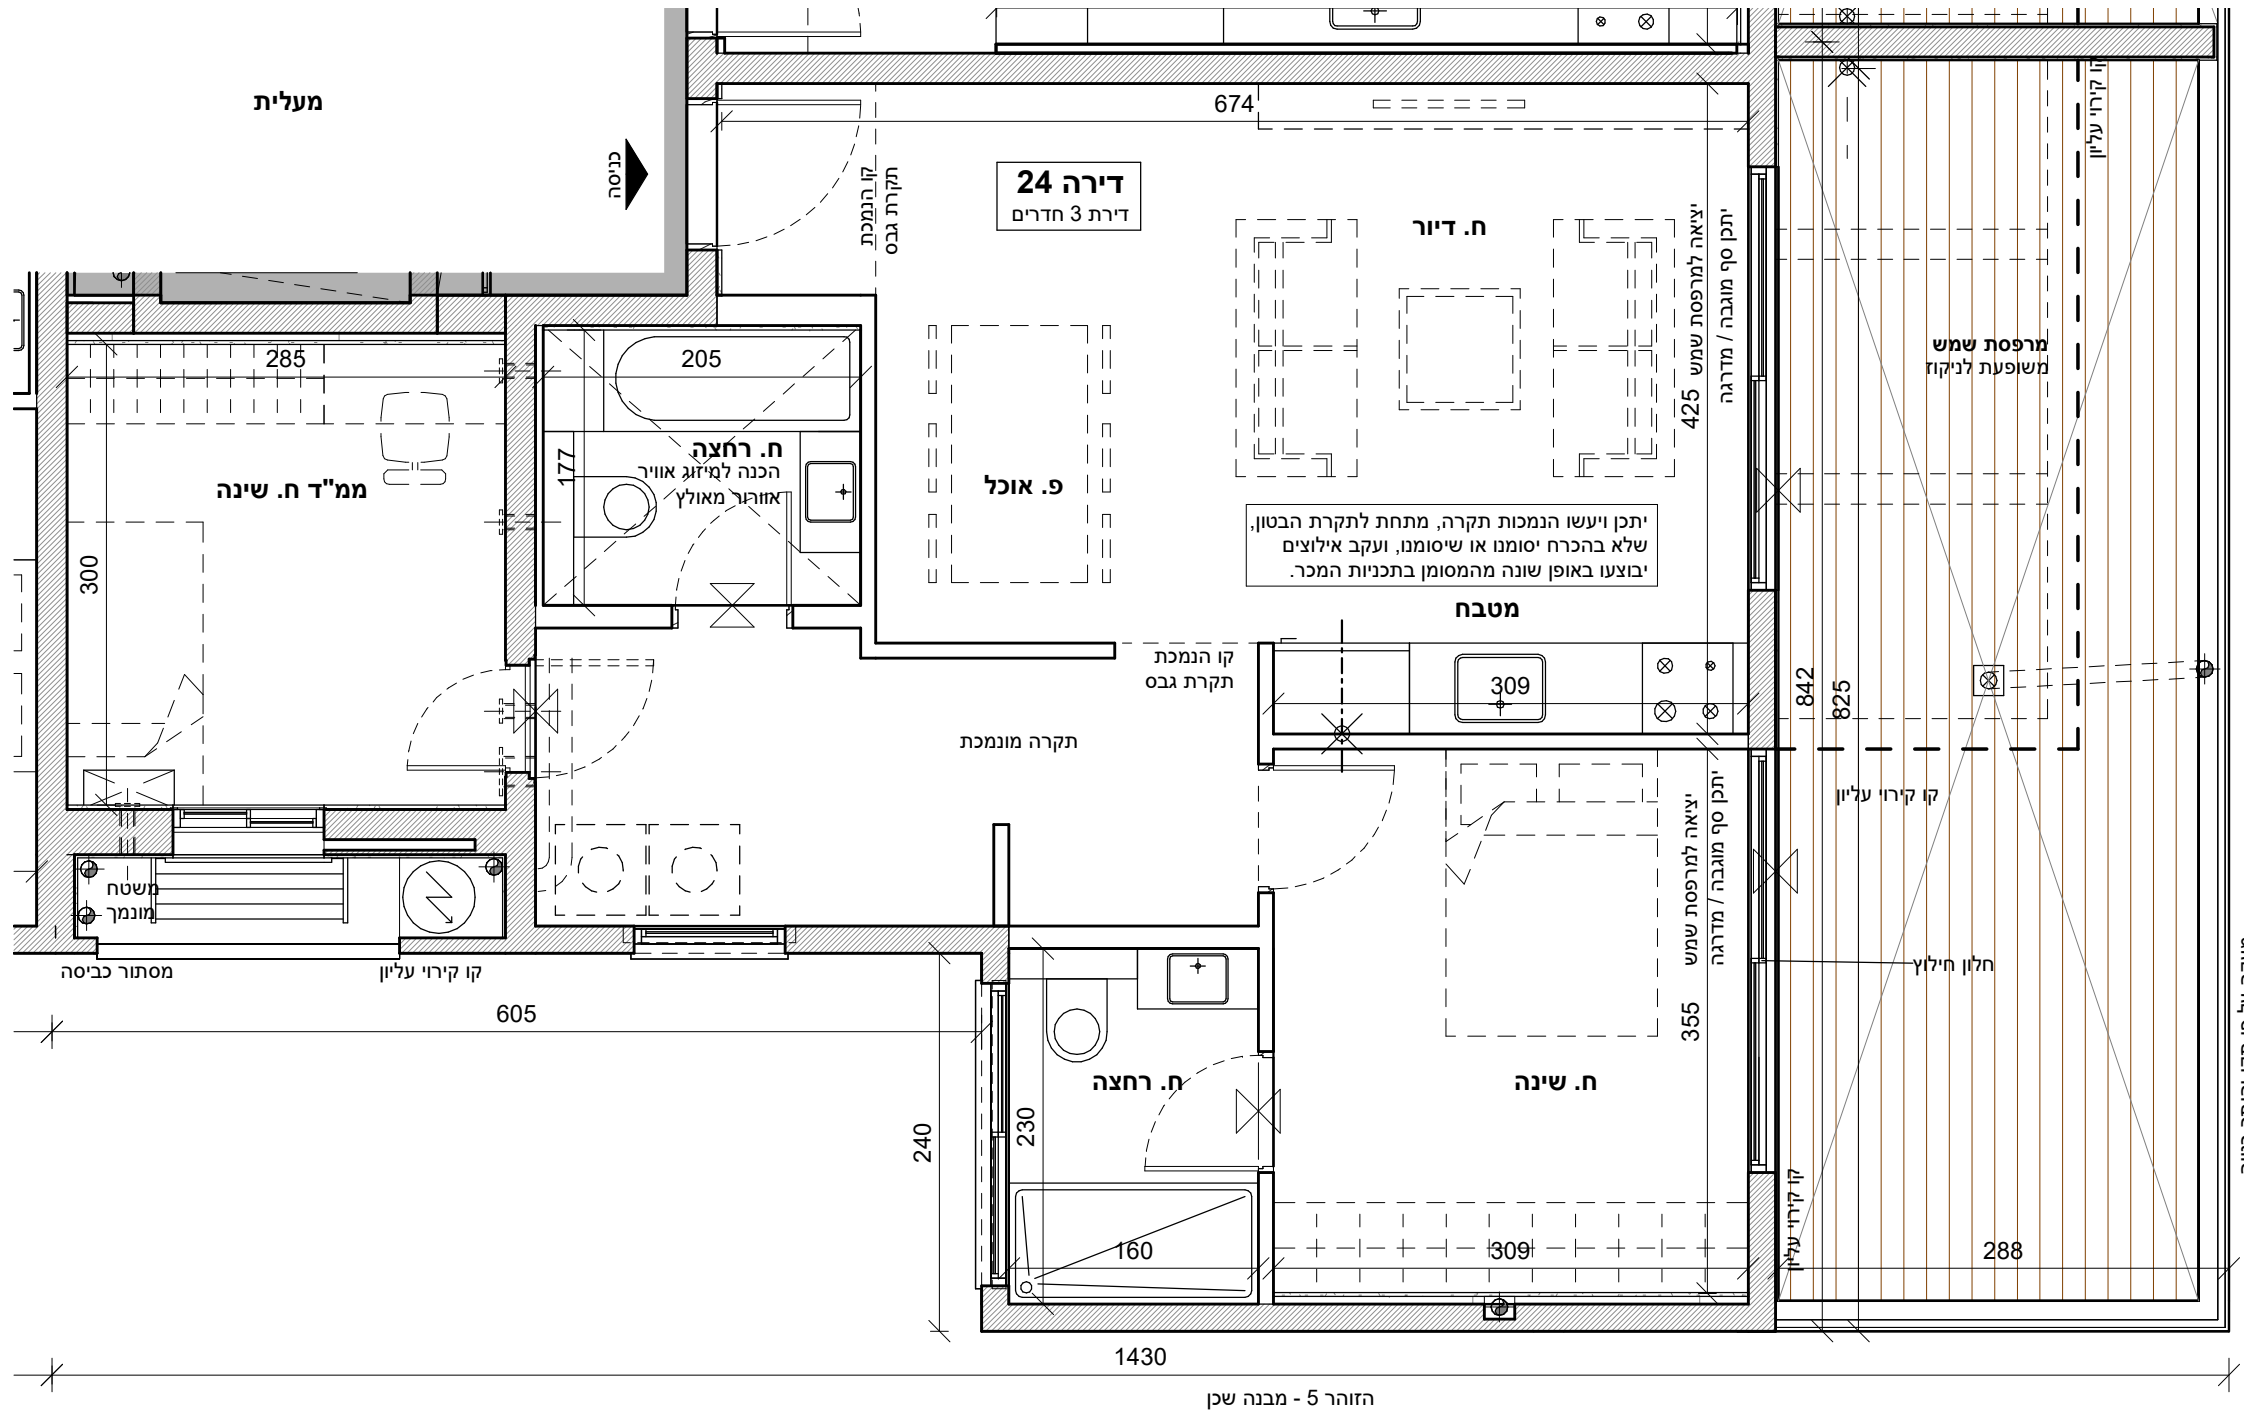 מעלית
כניסה
קו הנמכת
תקרת גבס
674
דירה 24
דירת 3 חדרים
ח. דיור
יציאה למרפסת שמש
יתכן סף מוגבה / מדרגה
425
קו קירוי עליון
מרפסת שמש
משופעת לניקוז
285
205
ח. רחצה
הכנה למיזוג אוויר
אוורור מאולץ
177
ממ"ד ח. שינה
300
פ. אוכל
יתכן ויעשו הנמכות תקרה, מתחת לתקרת הבטון,
שלא בהכרח יסומנו או שיסומנו, ועקב אילוצים
יבוצעו באופן שונה מהמסומן בתכניות המכר.
מטבח
קו הנמכת
תקרת גבס
309
842
825
תקרה מונמכת
קו קירוי עליון
יציאה למרפסת שמש
יתכן סף מוגבה / מדרגה
355
משטח
מונמך
מסתור כביסה
קו קירוי עליון
חלון חילוץ
605
240
230
ח. רחצה
ח. שינה
160
309
קו קירוי עליון
288
1430
הזוהר 5 - מבנה שכן